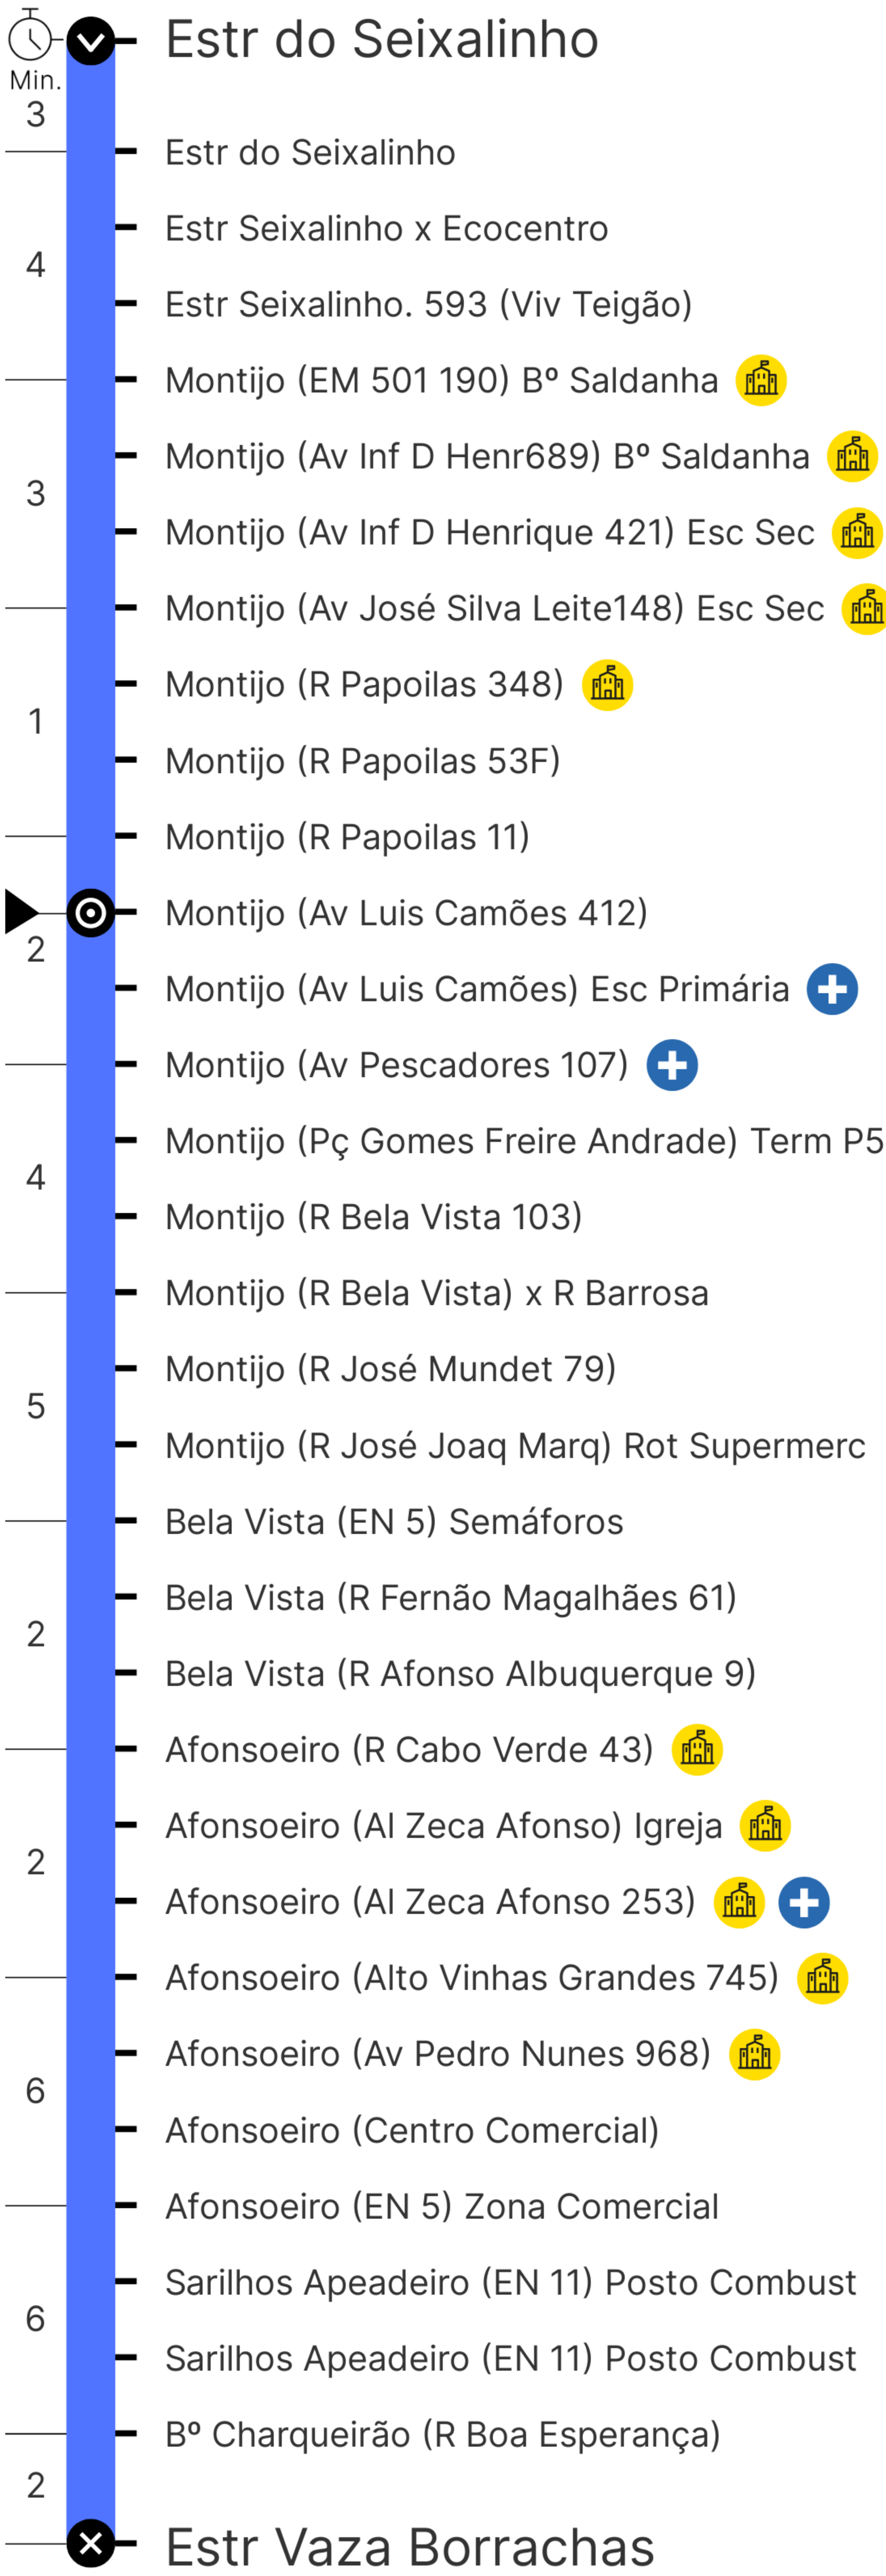 Estr do Seixalinho
Min.
3
Estr do Seixalinho
Estr Seixalinho x Ecocentro
4
Estr Seixalinho. 593 (Viv Teigão)
Montijo (EM 501 190) Bº Saldanha
Montijo (Av Inf D Henr689) Bº Saldanha
3
Montijo (Av Inf D Henrique 421) Esc Sec
Montijo (Av José Silva Leite148) Esc Sec
Montijo (R Papoilas 348)
1
Montijo (R Papoilas 53F)
Montijo (R Papoilas 11)
Montijo (Av Luis Camões 412)
2
Montijo (Av Luis Camões) Esc Primária
Montijo (Av Pescadores 107)
Montijo (Pç Gomes Freire Andrade) Term P5
4
Montijo (R Bela Vista 103)
Montijo (R Bela Vista) x R Barrosa
Montijo (R José Mundet 79)
5
Montijo (R José Joaq Marq) Rot Supermerc
Bela Vista (EN 5) Semáforos
Bela Vista (R Fernão Magalhães 61)
2
Bela Vista (R Afonso Albuquerque 9)
Afonsoeiro (R Cabo Verde 43)
Afonsoeiro (Al Zeca Afonso) Igreja
2
Afonsoeiro (Al Zeca Afonso 253)
Afonsoeiro (Alto Vinhas Grandes 745)
Afonsoeiro (Av Pedro Nunes 968)
6
Afonsoeiro (Centro Comercial)
Afonsoeiro (EN 5) Zona Comercial
Sarilhos Apeadeiro (EN 11) Posto Combust
6
Sarilhos Apeadeiro (EN 11) Posto Combust
Bº Charqueirão (R Boa Esperança)
2
Estr Vaza Borrachas